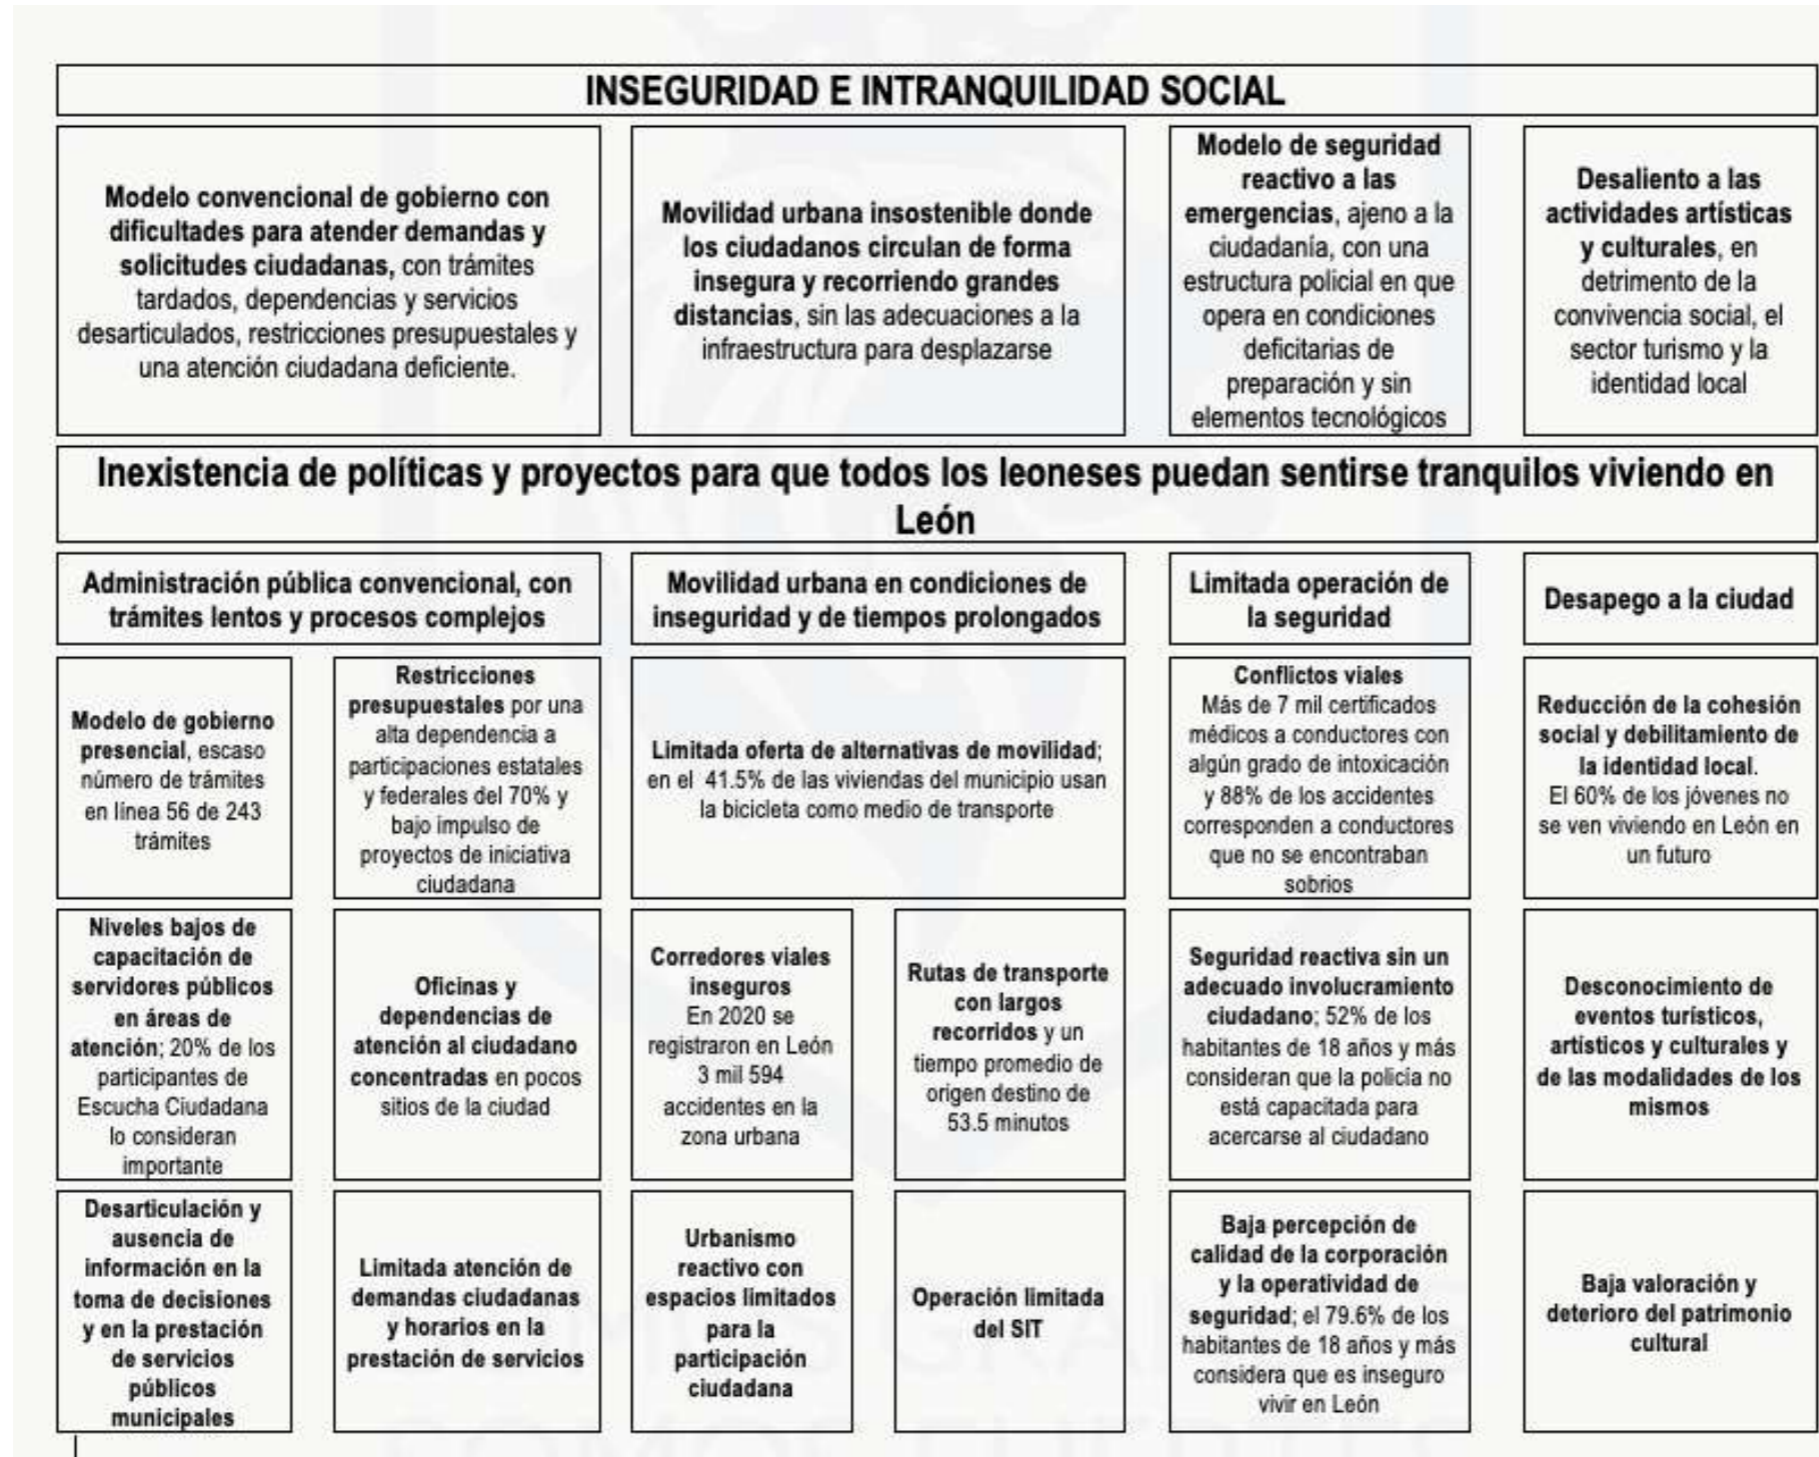 INSEGURIDAD E INTRANQUILIDAD SOCIAL
Modelo convencional de gobierno con
dificultades para atender demandas y
solicitudes ciudadanas, con trámites
tardados, dependencias y servicios
desarticulados, restricciones presupuestales y
una atención ciudadana deficiente.
Movilidad urbana insostenible donde
los ciudadanos circulan de forma
insegura y recorriendo grandes
distancias, sin las adecuaciones a la
infraestructura para desplazarse
Modelo de seguridad
reactivo a las
emergencias, ajeno a la
ciudadanía, con una
estructura policial en que
opera en condiciones
deficitarias de
preparación y sin
elementos tecnológicos
Desaliento a las
actividades artísticas
y culturales, en
detrimento de la
convivencia social, el
sector turismo y la
identidad local
Inexistencia de políticas y proyectos para que todos los leoneses puedan sentirse tranquilos viviendo en
León
Administración pública convencional, con
trámites lentos y procesos complejos
Movilidad urbana en condiciones de
inseguridad y de tiempos prolongados
Limitada operación de
la seguridad
Desapego a la ciudad
Modelo de gobierno
presencial, escaso
número de trámites
en línea 56 de 243
trámites
Restricciones
presupuestales por una
alta dependencia a
participaciones estatales
y federales del 70% y
bajo impulso de
proyectos de iniciativa
ciudadana
Limitada oferta de alternativas de movilidad;
en el 41.5% de las viviendas del municipio usan
la bicicleta como medio de transporte
Conflictos viales
Más de 7 mil certificados
médicos a conductores con
algún grado de intoxicación
y 88% de los accidentes
corresponden a conductores
que no se encontraban
sobrios
Reducción de la cohesión
social y debilitamiento de
la identidad local.
El 60% de los jóvenes no
se ven viviendo en León en
un futuro
Niveles bajos de
capacitación de
servidores públicos
en áreas de
atención; 20% de los
participantes de
Escucha Ciudadana
lo consideran
importante
Oficinas y
dependencias de
atención al ciudadano
concentradas en pocos
sitios de la ciudad
Corredores viales
inseguros
En 2020 se
registraron en León
3 mil 594
accidentes en la
zona urbana
Rutas de transporte
con largos
recorridos y un
tiempo promedio de
origen destino de
53.5 minutos
Seguridad reactiva sin un
adecuado involucramiento
ciudadano; 52% de los
habitantes de 18 años y más
consideran que la policía no
está capacitada para
acercarse al ciudadano
Desconocimiento de
eventos turísticos,
artísticos y culturales y
de las modalidades de los
mismos
Desarticulación y
ausencia de
información en la
toma de decisiones
y en la prestación
de servicios
públicos
municipales
Limitada atención de
demandas ciudadanas
y horarios en la
prestación de servicios
Urbanismo
reactivo con
espacios limitados
para la
participación
ciudadana
Operación limitada
del SIT
Baja percepción de
calidad de la corporación
y la operatividad de
seguridad; el 79.6% de los
habitantes de 18 años y más
considera que es inseguro
vivir en León
Baja valoración y
deterioro del patrimonio
cultural